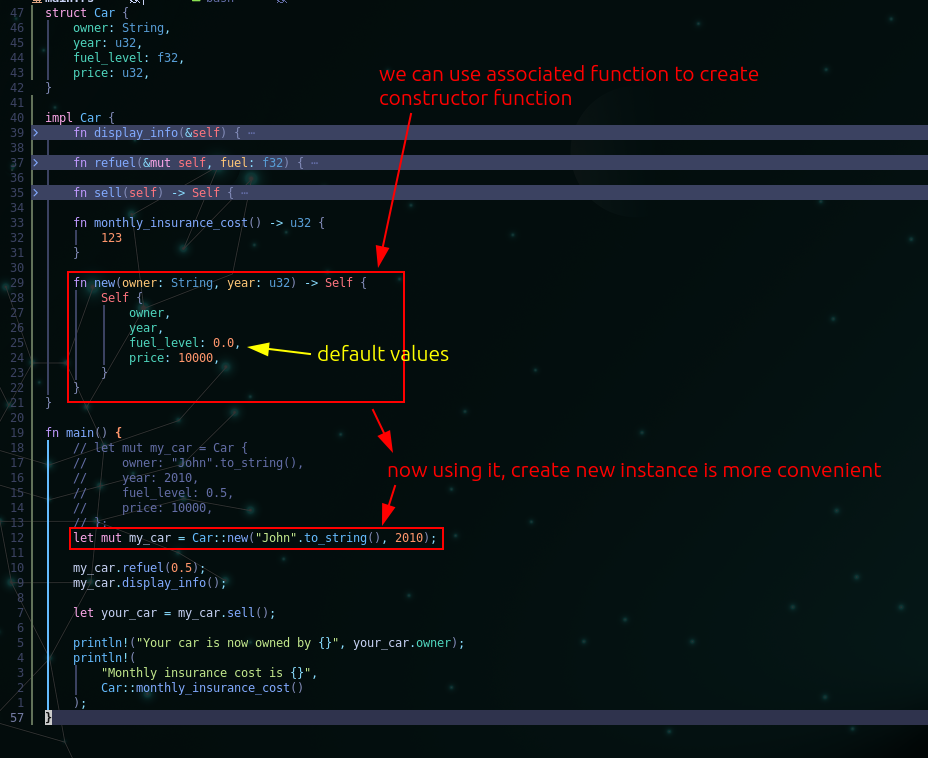 47 struct Car {
46     owner: String,
45     year: u32,
44     fuel_level: f32,
43     price: u32,
42 }
we can use associated function to create
constructor function
41
40 impl Car {
39 >     fn display_info(&self) { ⋯
38
37 >     fn refuel(&mut self, fuel: f32) { ⋯
36
35 >     fn sell(self) -> Self { ⋯
34
33     fn monthly_insurance_cost() -> u32 {
32         123
31     }
30
29     fn new(owner: String, year: u32) -> Self {
28         Self {
27             owner,
26             year,
25             fuel_level: 0.0,
default values
24             price: 10000,
23         }
22     }
21 }
20
19 fn main() {
18     // let mut my_car = Car {
17     //     owner: "John".to_string(),
now using it, create new instance is more convenient
16     //     year: 2010,
15     //     fuel_level: 0.5,
14     //     price: 10000,
13     // };
12     let mut my_car = Car::new("John".to_string(), 2010);
11
10     my_car.refuel(0.5);
9     my_car.display_info();
8
7     let your_car = my_car.sell();
6
5     println!("Your car is now owned by {}", your_car.owner);
4     println!(
3         "Monthly insurance cost is {}",
2         Car::monthly_insurance_cost()
1     );
57 }